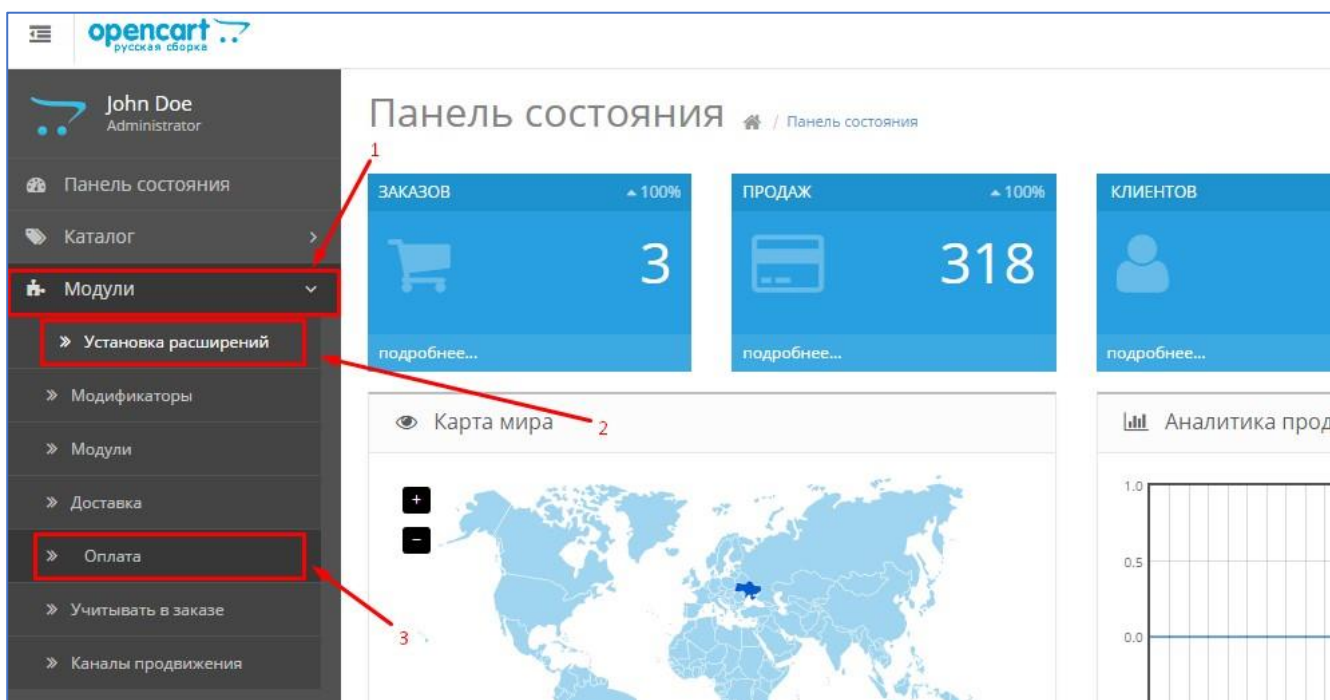 opencart
русская сборка
John Doe
Administrator
Панель состояния
Каталог
Модули
Установка расширений
Модификаторы
Модули
Доставка
Оплата
Учитывать в заказе
Каналы продвижения
Панель состояния / Панель состояния
1
ЗАКАЗОВ 100%
3
подробнее...
ПРОДАЖ 100%
318
подробнее...
КЛИЕНТОВ
подробнее...
Карта мира
2
+
−
3
Аналитика прод
1.0
0.5
0.0